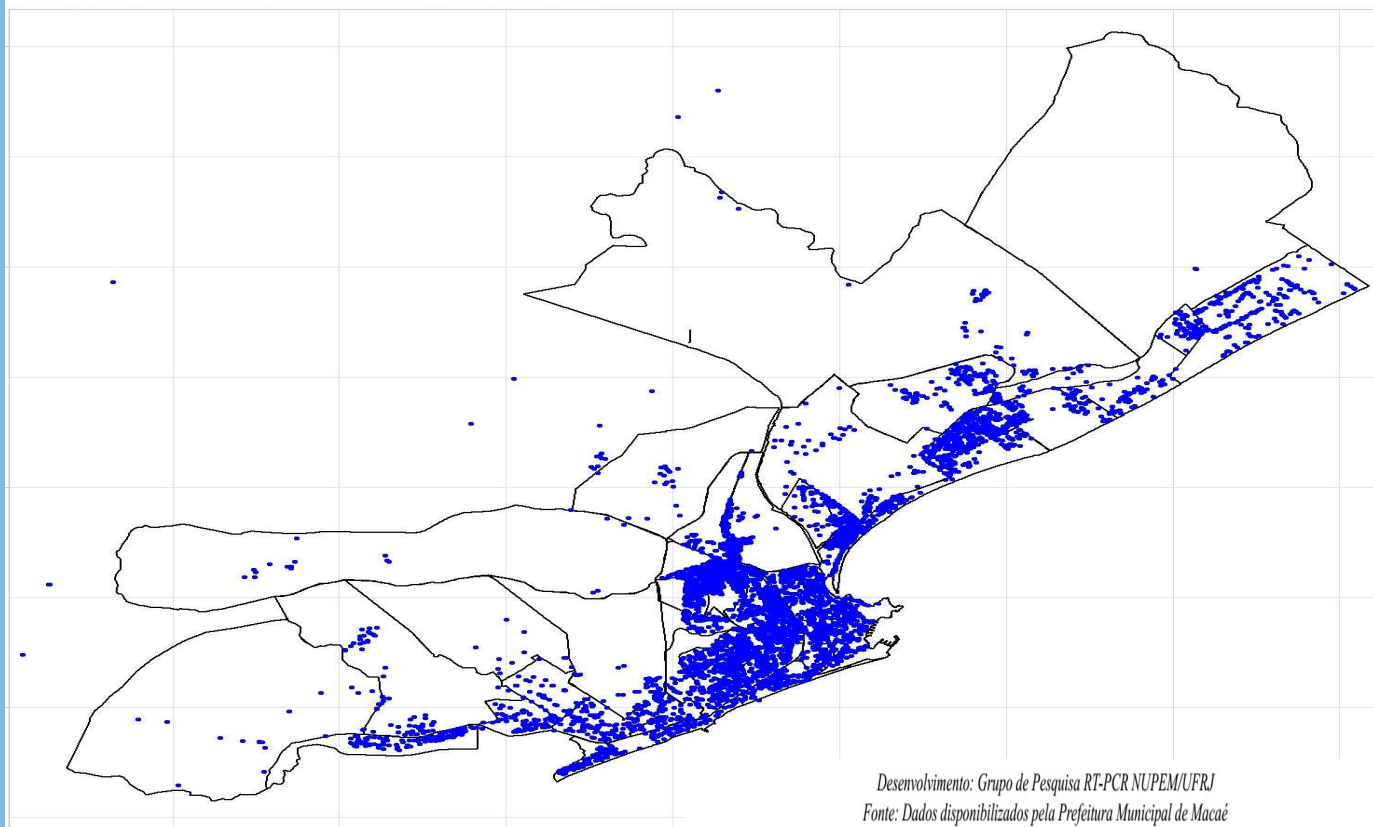 Desenvolvimento: Grupo de Pesquisa RT-PCR NUPEM/UFRJ
Fonte: Dados disponibilizados pela Prefeitura Municipal de Macaé